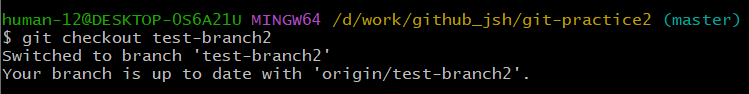 human-12@DESKTOP-OS6A21U MINGW64 /d/work/github_jsh/git-practice2 (master)
$ git checkout test-branch2
Switched to branch 'test-branch2'
Your branch is up to date with 'origin/test-branch2'.